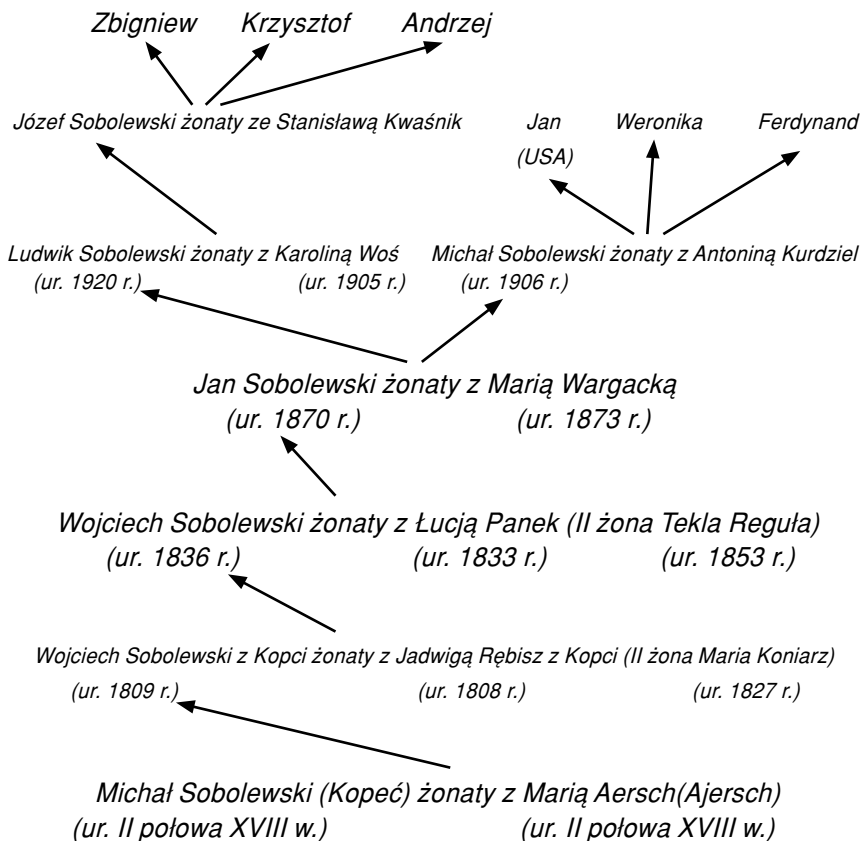 Zbigniew Krzysztof Andrzej
Józef Sobolewski żonaty ze Stanisławą Kwaśnik Jan Weronika Ferdynand
(USA)
Ludwik Sobolewski żonaty z Karoliną Woś Michał Sobolewski żonaty z Antoniną Kurdziel
(ur. 1920 r.) (ur. 1905 r.) (ur. 1906 r.)
Jan Sobolewski żonaty z Marią Wargacką
(ur. 1870 r.) (ur. 1873 r.)
Wojciech Sobolewski żonaty z Łucją Panek (II żona Tekla Reguła)
(ur. 1836 r.) (ur. 1833 r.) (ur. 1853 r.)
Wojciech Sobolewski z Kopci żonaty z Jadwigą Rębisz z Kopci (II żona Maria Koniarz)
(ur. 1809 r.) (ur. 1808 r.) (ur. 1827 r.)
Michał Sobolewski (Kopeć) żonaty z Marią Aersch(Ajersch)
(ur. II połowa XVIII w.) (ur. II połowa XVIII w.)